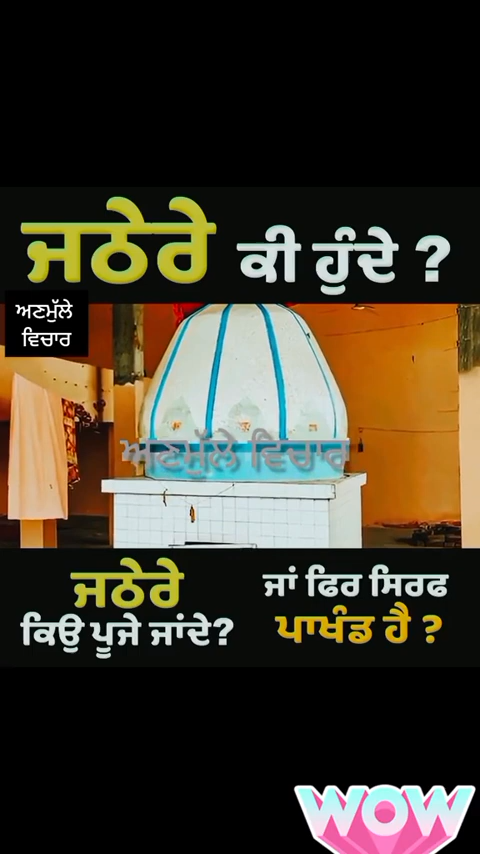 ਜਠੇਰੇ ਕੀ ਹੁੰਦੇ ?
ਅਣਮੁੱਲੇ
ਵਿਚਾਰ
ਅਣਮੁੱਲੇ ਵਿਚਾਰ
ਜਠੇਰੇ
ਕਿਉ ਪੂਜੇ ਜਾਂਦੇ?
ਜਾਂ ਫਿਰ ਸਿਰਫ
ਪਾਖੰਡ ਹੈ ?
WOW